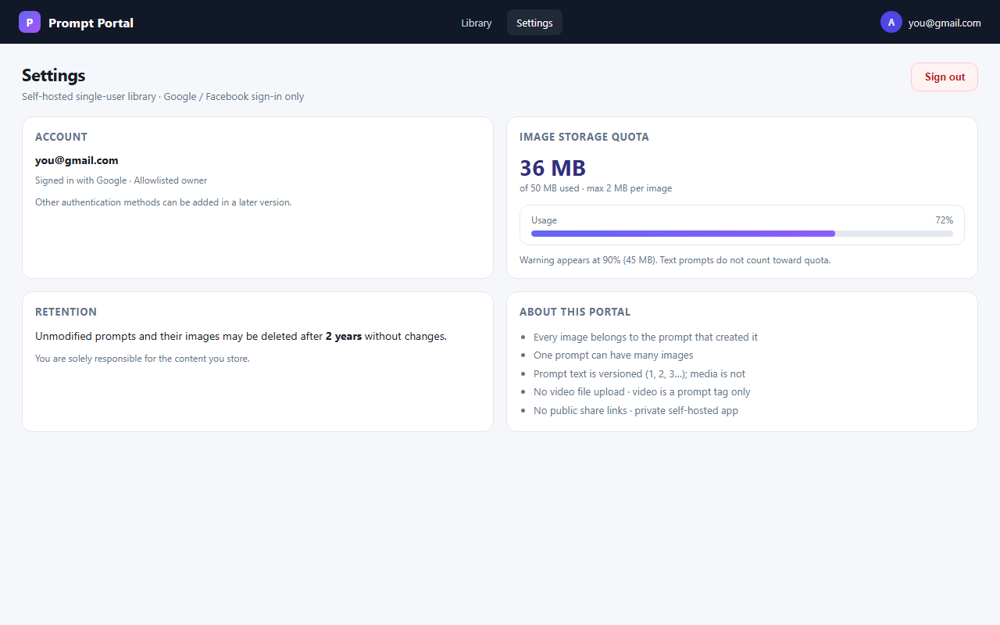 P Prompt Portal
Library
Settings
A you@gmail.com
Settings
Self-hosted single-user library · Google / Facebook sign-in only
Sign out
ACCOUNT
you@gmail.com
Signed in with Google · Allowlisted owner
Other authentication methods can be added in a later version.
IMAGE STORAGE QUOTA
36 MB
of 50 MB used · max 2 MB per image
Usage 72%
Warning appears at 90% (45 MB). Text prompts do not count toward quota.
RETENTION
Unmodified prompts and their images may be deleted after 2 years without changes.
You are solely responsible for the content you store.
ABOUT THIS PORTAL
• Every image belongs to the prompt that created it
• One prompt can have many images
• Prompt text is versioned (1, 2, 3…); media is not
• No video file upload · video is a prompt tag only
• No public share links · private self-hosted app